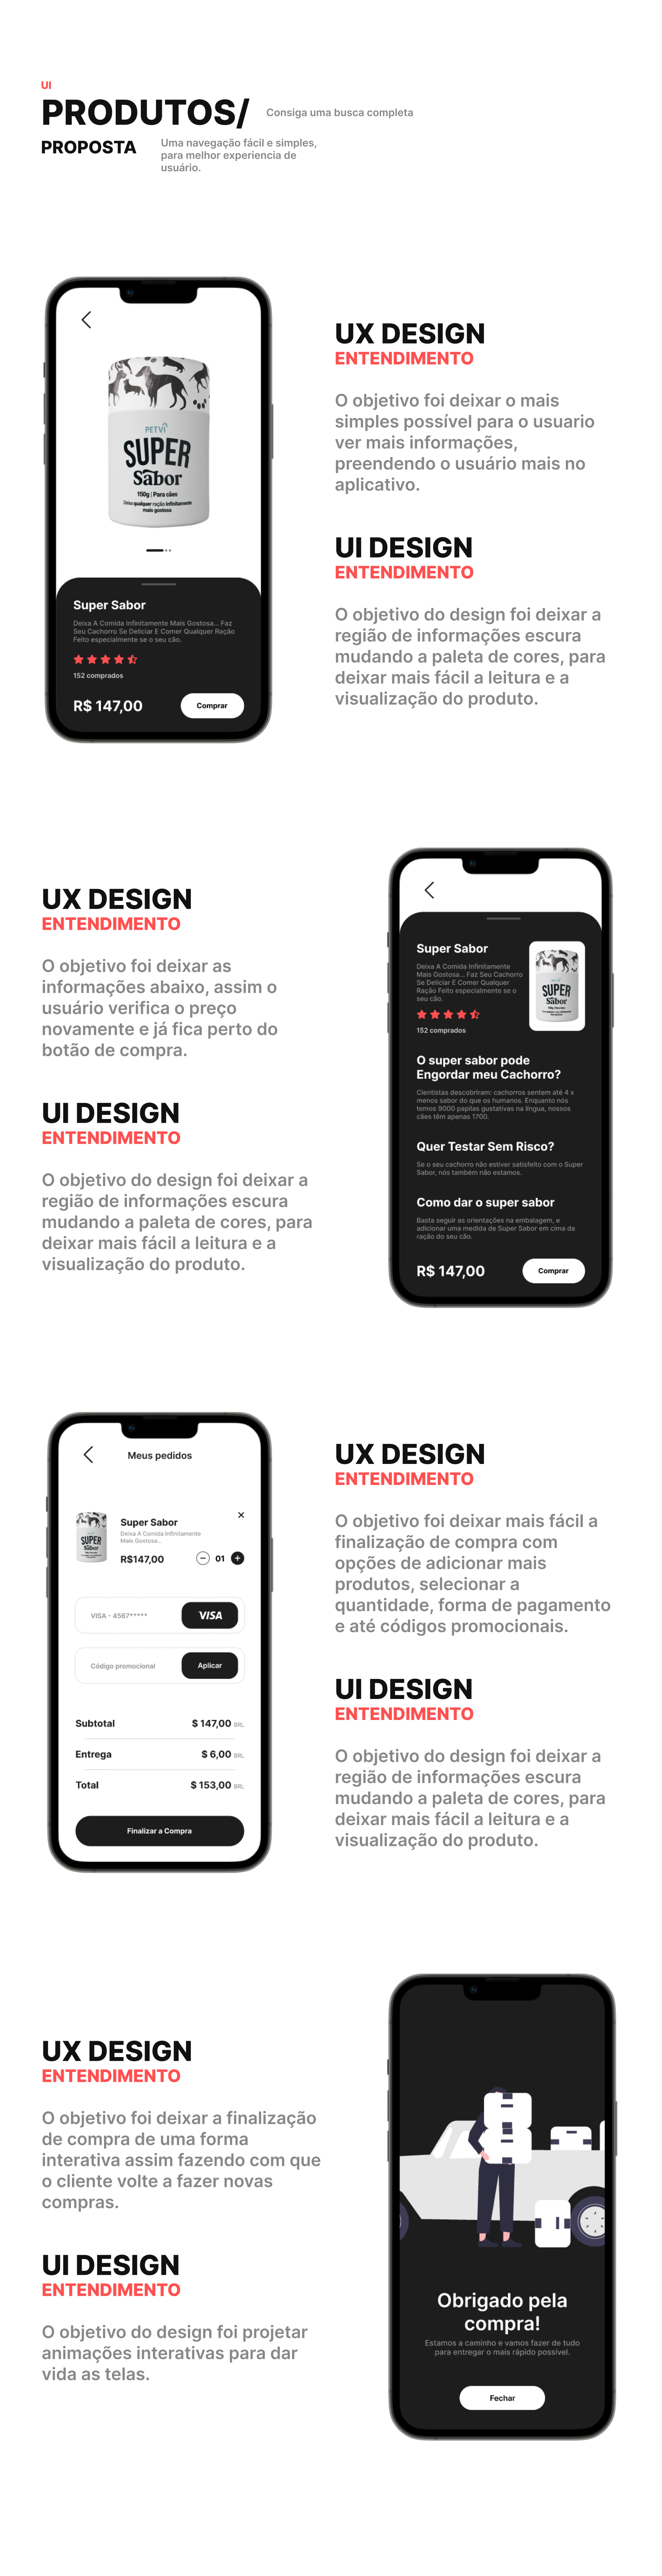 UI
PRODUTOS/
Consiga uma busca completa
PROPOSTA
Uma navegação fácil e simples,
para melhor experiencia de
usuário.
PETVI
SUPER
Sabor
150g | Para cães
Deixa qualquer ração infinitamente
mais gostosa
Super Sabor
Deixa A Comida Infinitamente Mais Gostosa... Faz
Seu Cachorro Se Deliciar E Comer Qualquer Ração
Feito especialmente se o seu cão.
152 comprados
R$ 147,00
Comprar
UX DESIGN
ENTENDIMENTO
O objetivo foi deixar o mais
simples possível para o usuario
ver mais informações,
preendendo o usuário mais no
aplicativo.
UI DESIGN
ENTENDIMENTO
O objetivo do design foi deixar a
região de informações escura
mudando a paleta de cores, para
deixar mais fácil a leitura e a
visualização do produto.
UX DESIGN
ENTENDIMENTO
O objetivo foi deixar as
informações abaixo, assim o
usuário verifica o preço
novamente e já fica perto do
botão de compra.
UI DESIGN
ENTENDIMENTO
O objetivo do design foi deixar a
região de informações escura
mudando a paleta de cores, para
deixar mais fácil a leitura e a
visualização do produto.
Super Sabor
Deixa A Comida Infinitamente
Mais Gostosa... Faz Seu Cachorro
Se Deliciar E Comer Qualquer
Ração Feito especialmente se o
seu cão.
152 comprados
SUPER
Sabor
O super sabor pode
Engordar meu Cachorro?
Cientistas descobriram: cachorros sentem até 4 x
menos sabor do que os humanos. Enquanto nós
temos 9000 papilas gustativas na língua, nossos
cães têm apenas 1700.
Quer Testar Sem Risco?
Se o seu cachorro não estiver satisfeito com o Super
Sabor, nós também não estamos.
Como dar o super sabor
Basta seguir as orientações na embalagem, e
adicionar uma medida de Super Sabor em cima da
ração do seu cão.
R$ 147,00
Comprar
Meus pedidos
SUPER
Sabor
Super Sabor
Deixa A Comida Infinitamente
Mais Gostosa...
R$147,00
01
VISA - 4567*****
VISA
Código promocional
Aplicar
Subtotal
$ 147,00 BRL
Entrega
$ 6,00 BRL
Total
$ 153,00 BRL
Finalizar a Compra
UX DESIGN
ENTENDIMENTO
O objetivo foi deixar mais fácil a
finalização de compra com
opções de adicionar mais
produtos, selecionar a
quantidade, forma de pagamento
e até códigos promocionais.
UI DESIGN
ENTENDIMENTO
O objetivo do design foi deixar a
região de informações escura
mudando a paleta de cores, para
deixar mais fácil a leitura e a
visualização do produto.
UX DESIGN
ENTENDIMENTO
O objetivo foi deixar a finalização
de compra de uma forma
interativa assim fazendo com que
o cliente volte a fazer novas
compras.
UI DESIGN
ENTENDIMENTO
O objetivo do design foi projetar
animações interativas para dar
vida as telas.
Obrigado pela
compra!
Estamos a caminho e vamos fazer de tudo
para entregar o mais rápido possível.
Fechar